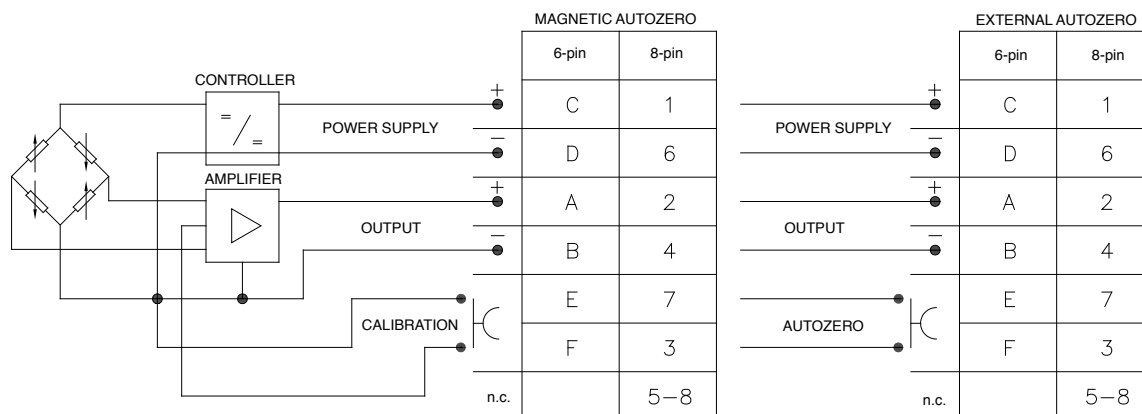 MAGNETIC AUTOZERO
6-pin 8-pin
CONTROLLER
= / =
+ C 1
POWER SUPPLY
– D 6
AMPLIFIER
+ A 2
OUTPUT
– B 4
E 7
CALIBRATION
F 3
n.c. 5-8
EXTERNAL AUTOZERO
6-pin 8-pin
+ C 1
POWER SUPPLY
– D 6
+ A 2
OUTPUT
– B 4
E 7
AUTOZERO
F 3
n.c. 5-8